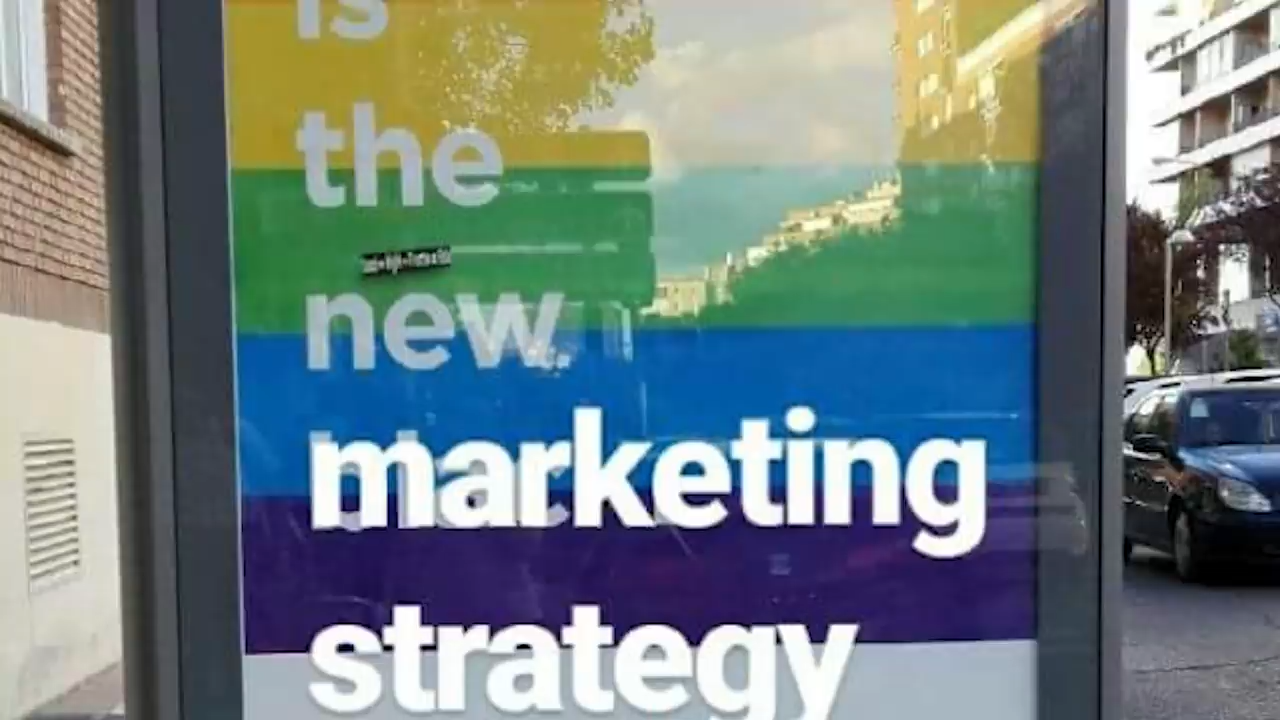 is
the
new
marketing
strategy